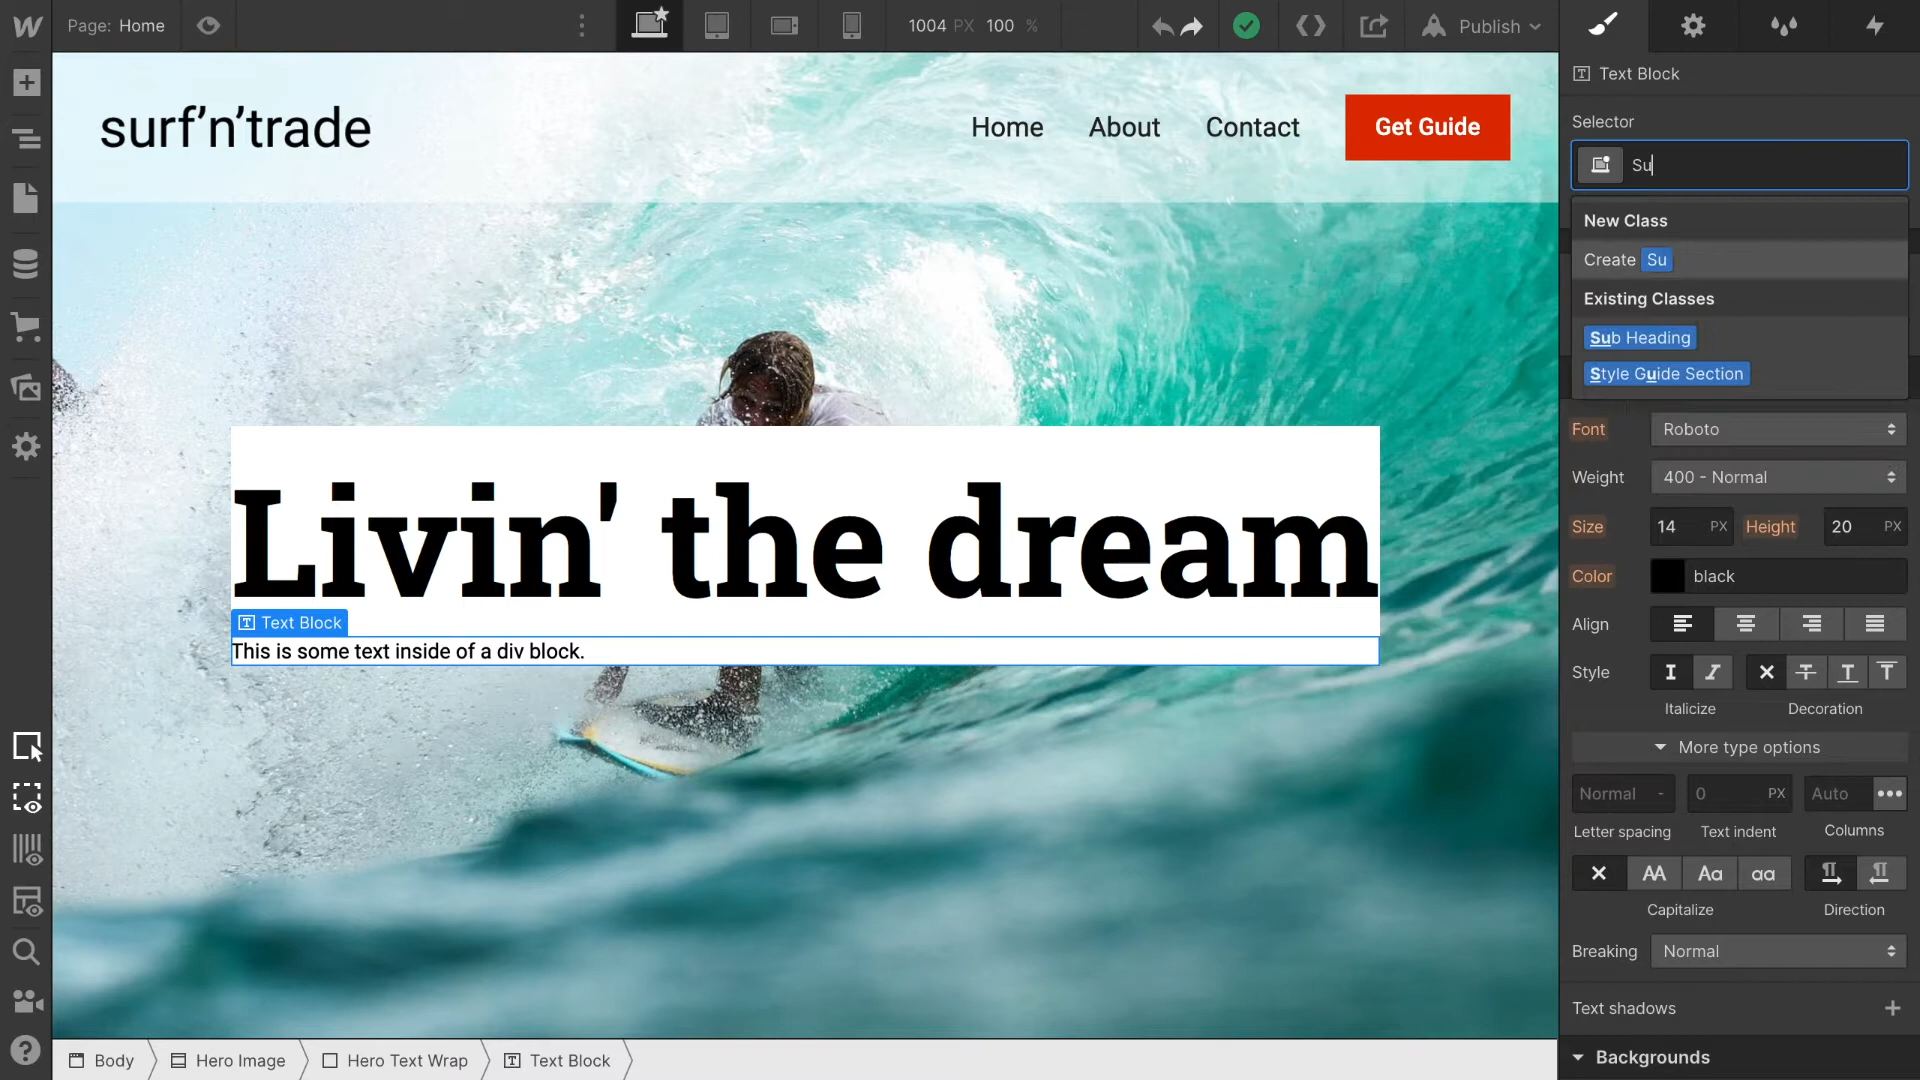 Page: Home
1004 PX 100 %
Publish
surf’n’trade
Home About Contact Get Guide
Livin' the dream
Text Block
This is some text inside of a div block.
Body Hero Image Hero Text Wrap Text Block
Text Block
Selector
Su
New Class
Create Su
Existing Classes
Sub Heading
Style Guide Section
Font Roboto
Weight 400 - Normal
Size 14 PX Height 20 PX
Color black
Align
Style
Italicize Decoration
More type options
Normal - 0 PX Auto
Letter spacing Text indent Columns
AA Aa aa
Capitalize Direction
Breaking Normal
Text shadows
Backgrounds